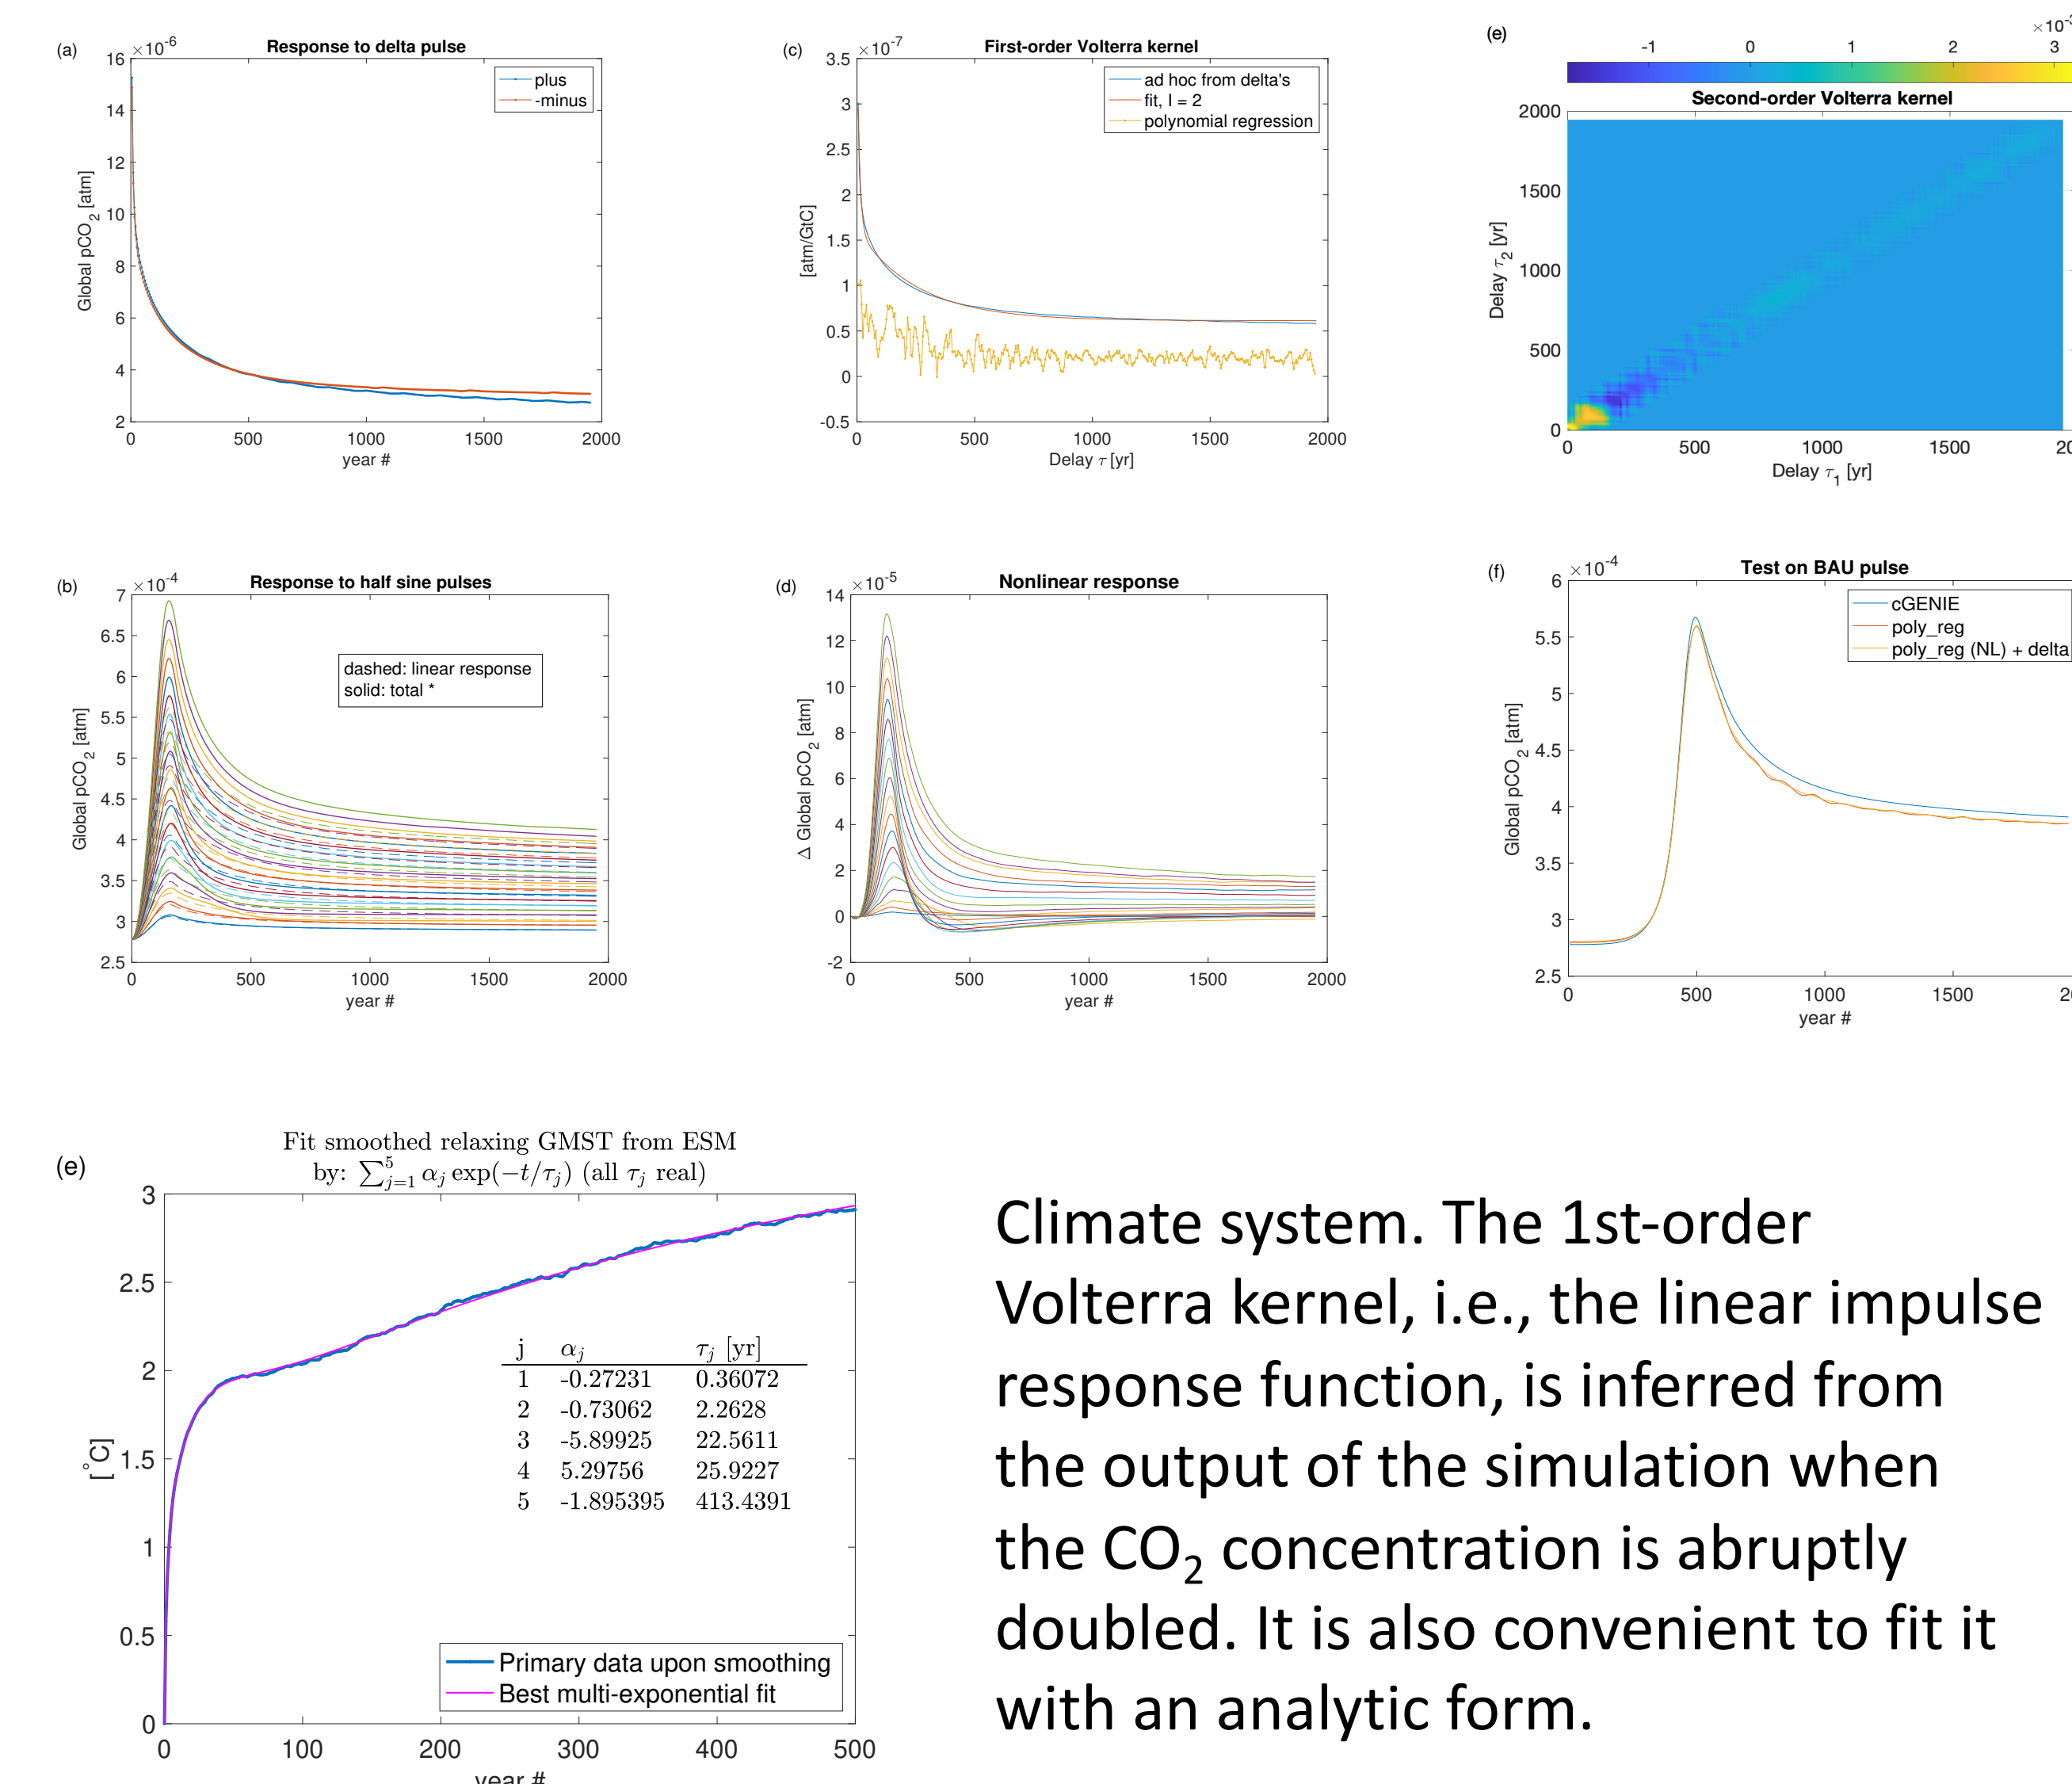 (a)
×10⁻⁶
Response to delta pulse
plus
-minus
16
14
12
10
8
6
4
2
Global pCO₂ [atm]
0 500 1000 1500 2000
year #
(c)
×10⁻⁷
First-order Volterra kernel
ad hoc from delta's
fit, l = 2
polynomial regression
3.5
3
2.5
2
1.5
1
0.5
0
-0.5
[atm/GtC]
0 500 1000 1500 2000
Delay τ [yr]
(e)
-1 0 1 2 3
Second-order Volterra kernel
2000
1500
1000
500
0
Delay τ₂ [yr]
0 500 1000 1500
Delay τ₁ [yr]
(b)
×10⁻⁴
Response to half sine pulses
dashed: linear response
solid: total *
7
6.5
6
5.5
5
4.5
4
3.5
3
2.5
Global pCO₂ [atm]
0 500 1000 1500 2000
year #
(d)
×10⁻⁵
Nonlinear response
14
12
10
8
6
4
2
0
-2
Δ Global pCO₂ [atm]
0 500 1000 1500 2000
year #
(f)
×10⁻⁴
Test on BAU pulse
cGENIE
poly_reg
poly_reg (NL) + delta
6
5.5
5
4.5
4
3.5
3
2.5
Global pCO₂ [atm]
0 500 1000 1500
year #
(e)
Fit smoothed relaxing GMST from ESM
by: ∑⁵ⱼ₌₁ αⱼ exp(−t/τⱼ) (all τⱼ real)
3
2.5
2
1.5
1
0.5
0
[°C]
j αⱼ τⱼ [yr]
1 -0.27231 0.36072
2 -0.73062 2.2628
3 -5.89925 22.5611
4 5.29756 25.9227
5 -1.895395 413.4391
Primary data upon smoothing
Best multi-exponential fit
0 100 200 300 400 500
year #
Climate system. The 1st-order
Volterra kernel, i.e., the linear impulse
response function, is inferred from
the output of the simulation when
the CO₂ concentration is abruptly
doubled. It is also convenient to fit it
with an analytic form.